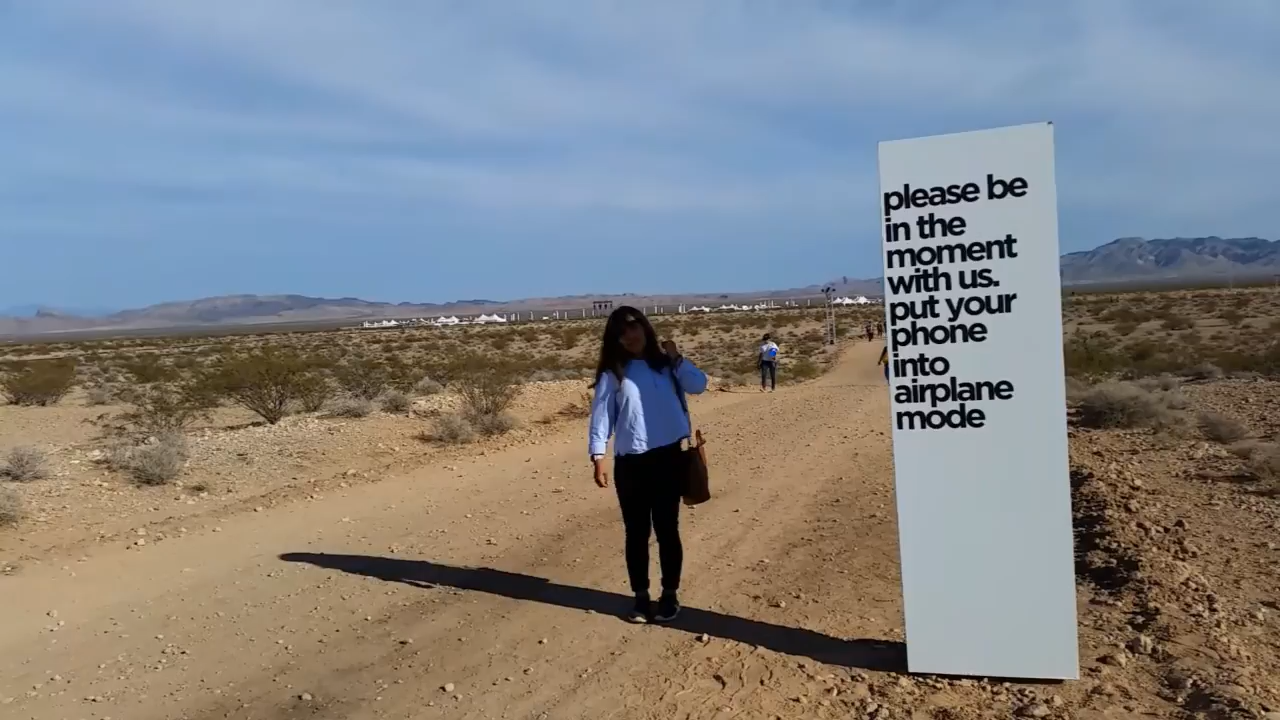 please be
in the
moment
with us.
put your
phone
into
airplane
mode